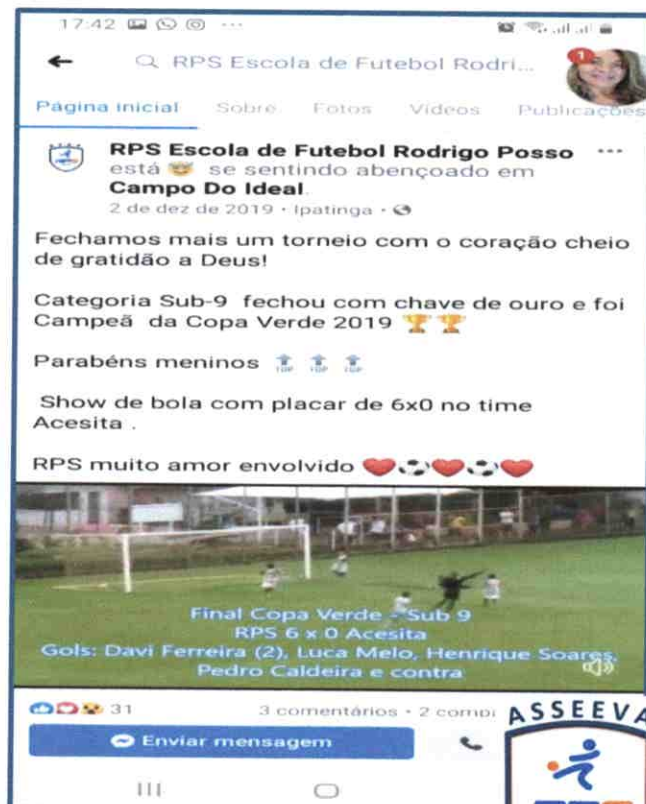 17:42
RPS Escola de Futebol Rodri...
1
Página inicial Sobre Fotos Vídeos Publicações
RPS Escola de Futebol Rodrigo Posso
está 😇 se sentindo abençoado em
Campo Do Ideal.
2 de dez de 2019 · Ipatinga ·
Fechamos mais um torneio com o coração cheio
de gratidão a Deus!
Categoria Sub-9 fechou com chave de ouro e foi
Campeã da Copa Verde 2019 🏆🏆
Parabéns meninos 🔝🔝🔝
Show de bola com placar de 6x0 no time
Acesita .
RPS muito amor envolvido ❤️⚽❤️⚽❤️
Final Copa Verde - Sub 9
RPS 6 x 0 Acesita
Gols: Davi Ferreira (2), Luca Melo, Henrique Soares,
Pedro Caldeira e contra
31 3 comentários · 2 compi
Enviar mensagem
ASSEEVA